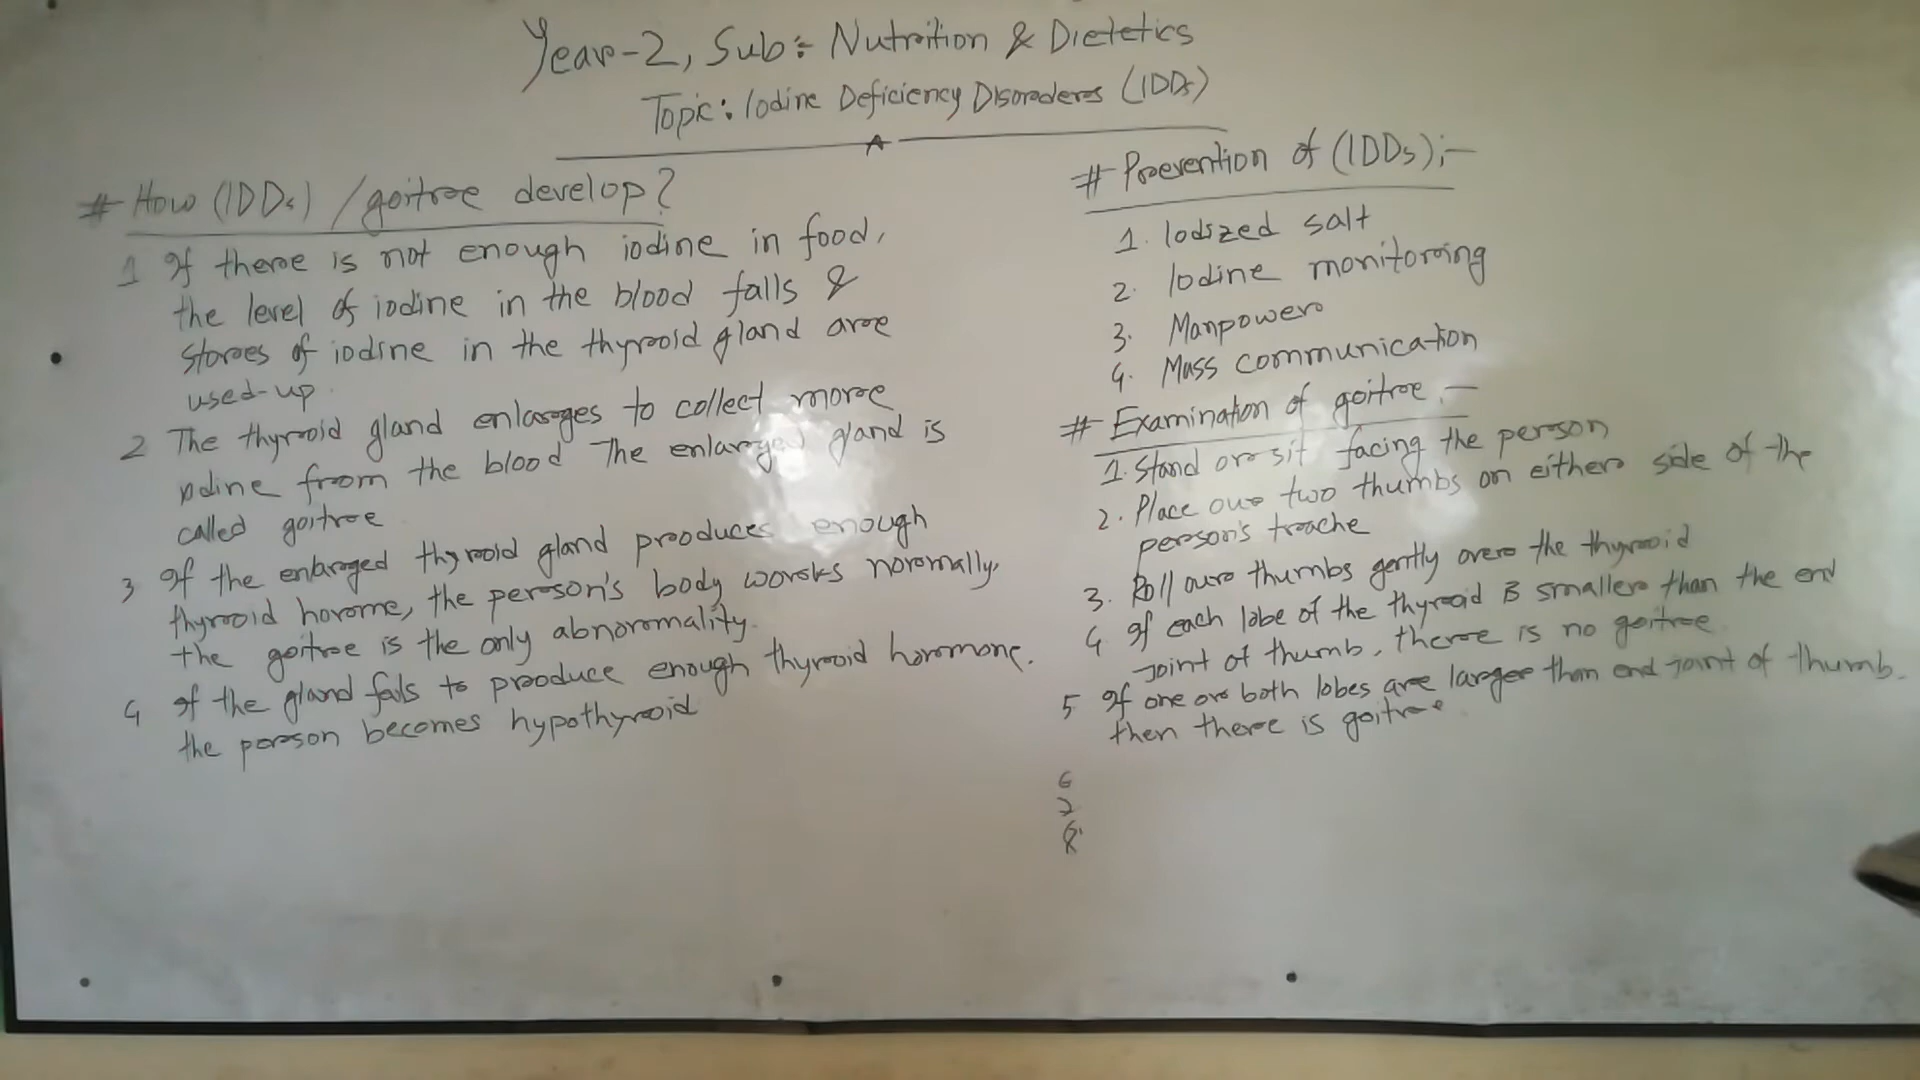 Year-2, Sub: Nutrition & Dietetics
Topic: Iodine Deficiency Disorders (IDDs)
# How (IDDs) / goitre develop?
1 If there is not enough iodine in food,
the level of iodine in the blood falls &
stores of iodine in the thyroid gland are
used-up.
2 The thyroid gland enlarges to collect more
iodine from the blood The enlarged gland is
called goitre
3 If the enlarged thyroid gland produces enough
thyroid horome, the person's body works normally,
the goitre is the only abnormality.
4 If the gland fails to produce enough thyroid hormone.
the person becomes hypothyroid
# Prevention of (IDDs);-
1. Iodized salt
2. Iodine monitoring
3. Manpower
4. Mass communication
# Examination of goitre.-
1. Stand or sit facing the person
2. Place our two thumbs on either side of the
person's trache
3. Roll our thumbs gently over the thyroid
4 If each lobe of the thyroid is smaller than the end
joint of thumb, there is no goitre
5 If one or both lobes are larger than end joint of thumb.
then there is goitre
6
7
8